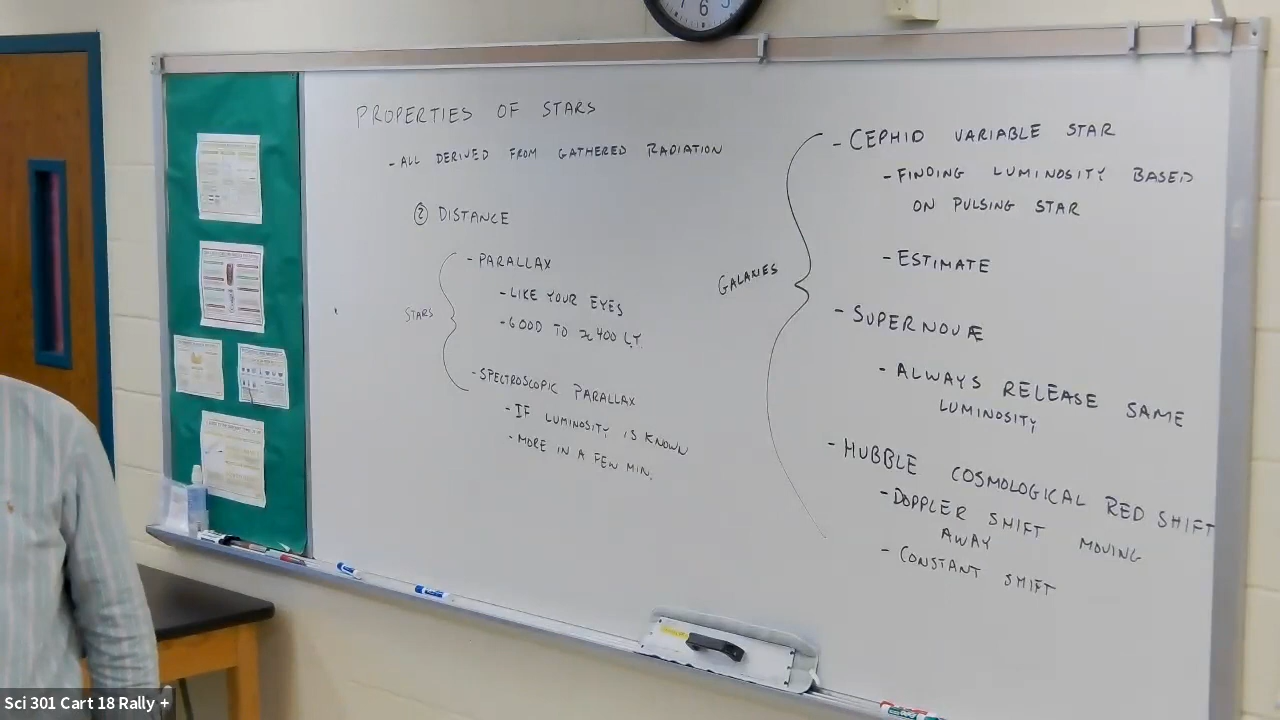 PROPERTIES OF STARS
- ALL DERIVED FROM GATHERED RADIATION
② DISTANCE
STARS
- PARALLAX
- LIKE YOUR EYES
- GOOD TO ≈ 400 LY.
- SPECTROSCOPIC PARALLAX
- IF LUMINOSITY IS KNOWN
- MORE IN A FEW MIN.
GALAXIES
- CEPHID VARIABLE STAR
- FINDING LUMINOSITY BASED
ON PULSING STAR
- ESTIMATE
- SUPERNOVÆ
- ALWAYS RELEASE SAME
LUMINOSITY
- HUBBLE COSMOLOGICAL RED SHIFT
- DOPPLER SHIFT MOVING
AWAY
- CONSTANT SHIFT
Sci 301 Cart 18 Rally +